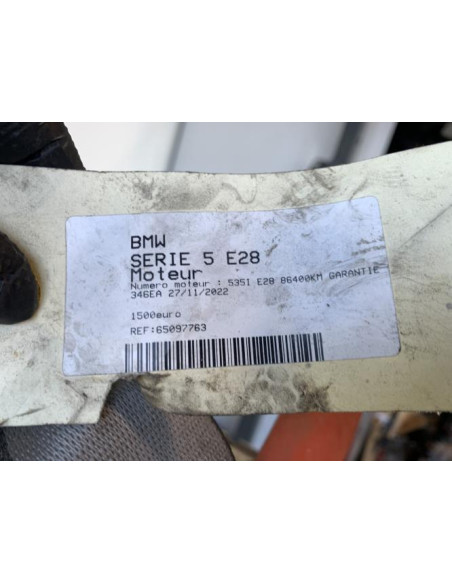 BMW
SERIE 5 E28
Moteur
Numero moteur : 535I E28 86400KM GARANTIE
346EA 27/11/2022
1500euro
REF:65097763